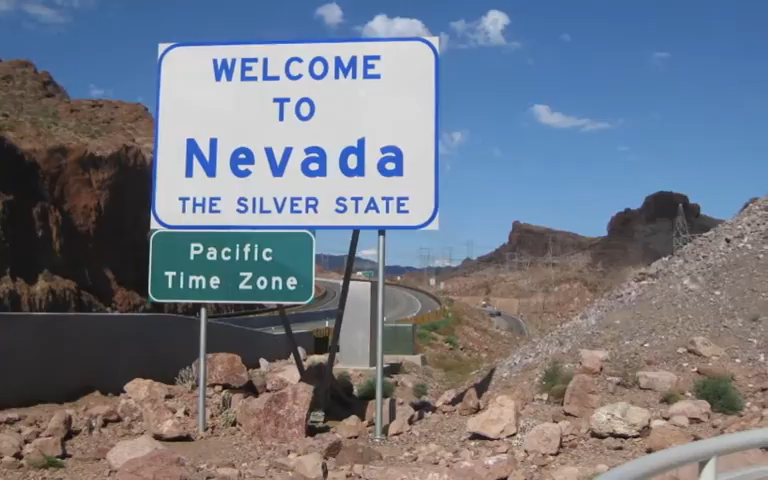 WELCOME
TO
Nevada
THE SILVER STATE
Pacific
Time Zone